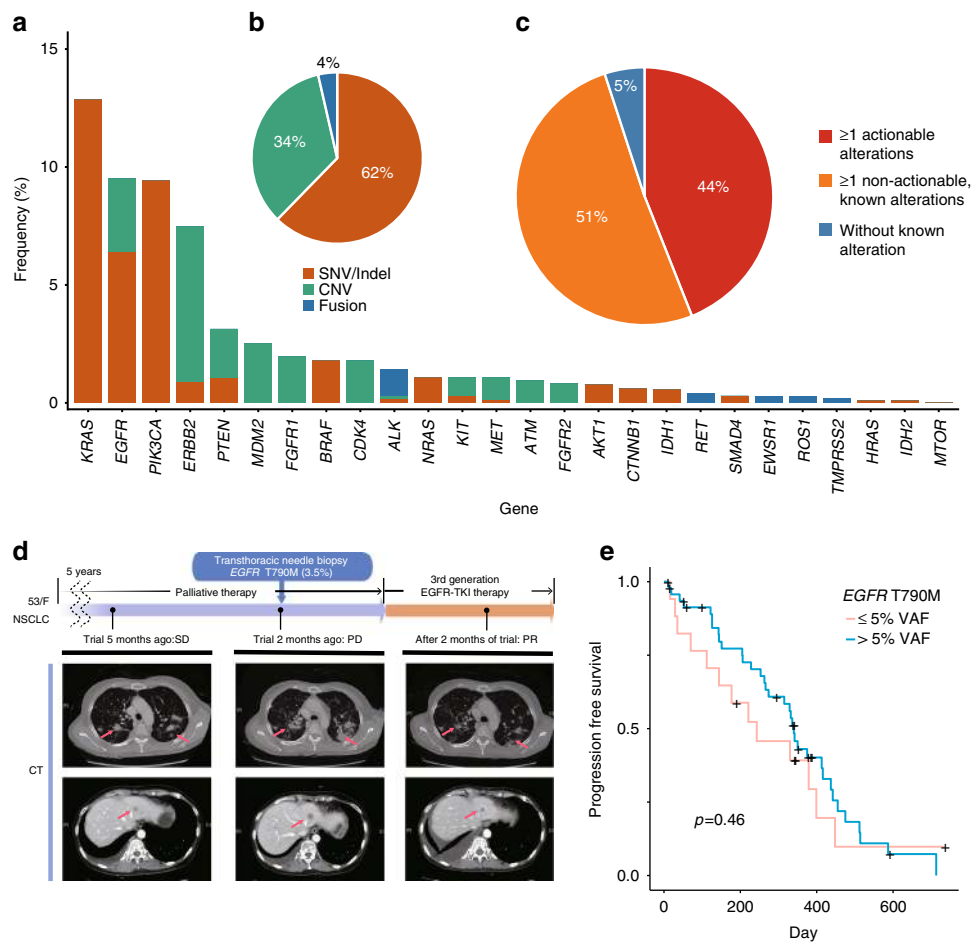 a
15
10
5
0
Frequency (%)
KRAS
EGFR
PIK3CA
ERBB2
PTEN
MDM2
FGFR1
BRAF
CDK4
ALK
NRAS
KIT
MET
ATM
FGFR2
AKT1
CTNNB1
IDH1
RET
SMAD4
EWSR1
ROS1
TMPRSS2
HRAS
IDH2
MTOR
Gene
b
4%
34%
62%
SNV/Indel
CNV
Fusion
c
5%
44%
51%
≥1 actionable
alterations
≥1 non-actionable,
known alterations
Without known
alteration
d
5 years
Transthoracic needle biopsy
EGFR T790M (3.5%)
Palliative therapy
3rd generation
EGFR-TKI therapy
53/F
NSCLC
Trial 5 months ago:SD
Trial 2 months ago: PD
After 2 months of trial: PR
CT
e
1.0
0.5
0.0
Progression free survival
EGFR T790M
≤ 5% VAF
> 5% VAF
p=0.46
0
200
400
600
Day